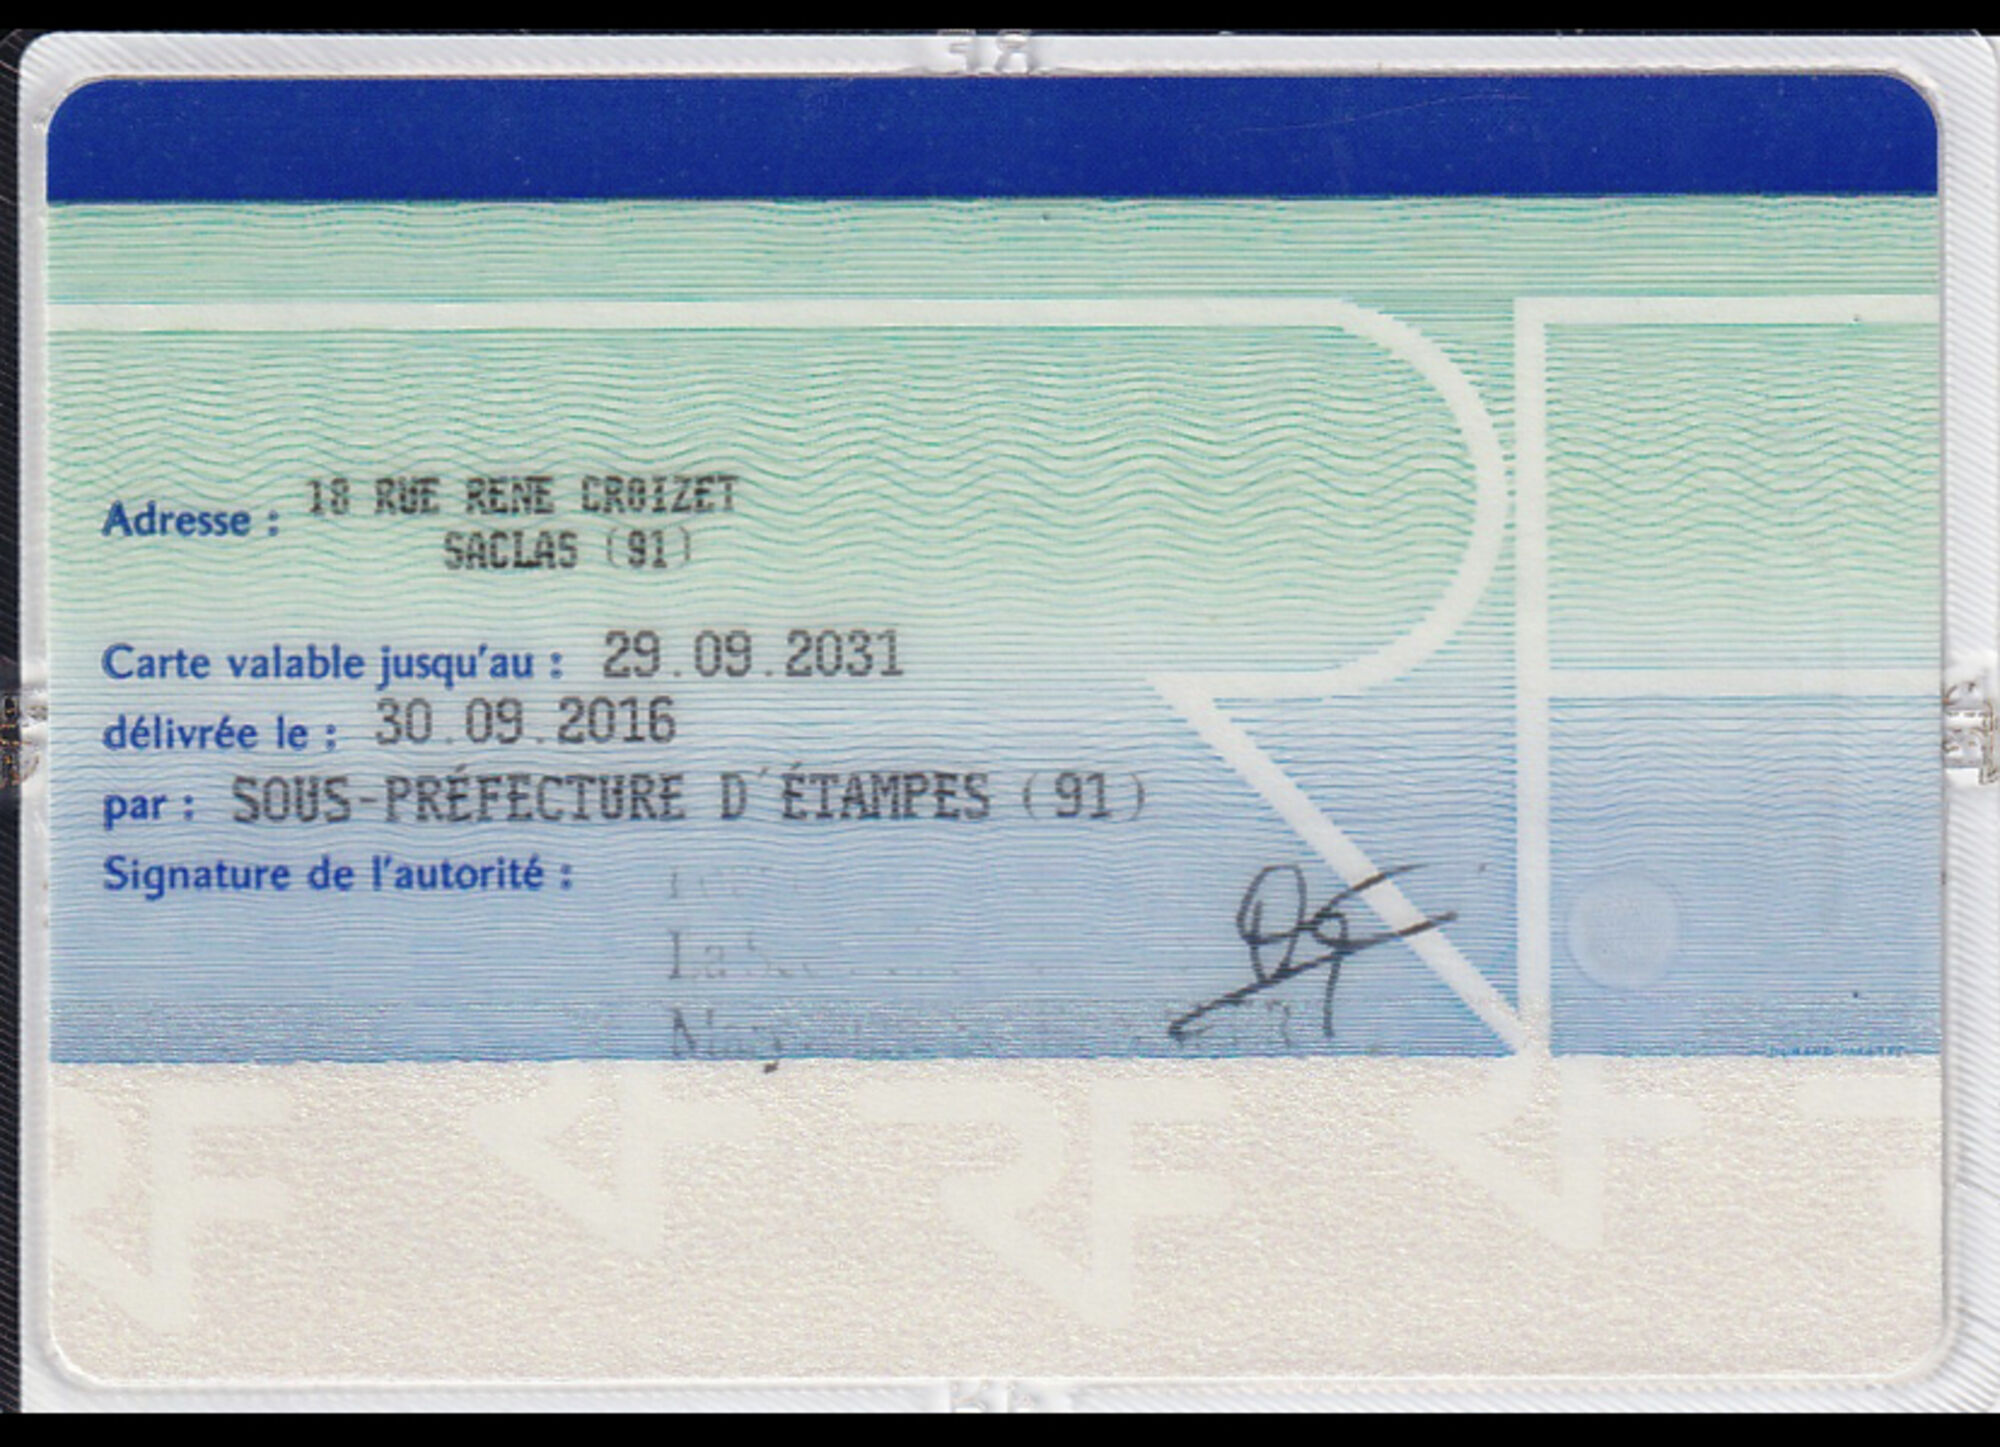 Adresse : 18 RUE RENE CROIZET
SACLAS (91)
Carte valable jusqu'au : 29.09.2031
délivrée le : 30.09.2016
par : SOUS-PRÉFECTURE D'ÉTAMPES (91)
Signature de l'autorité :
RF